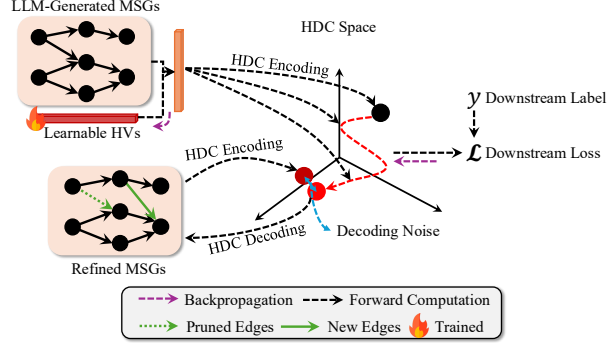 LLM-Generated MSGs
HDC Space
HDC Encoding
Learnable HVs
𝒴 Downstream Label
ℒ Downstream Loss
HDC Encoding
HDC Decoding
Decoding Noise
Refined MSGs
Backpropagation
Forward Computation
Pruned Edges
New Edges
Trained